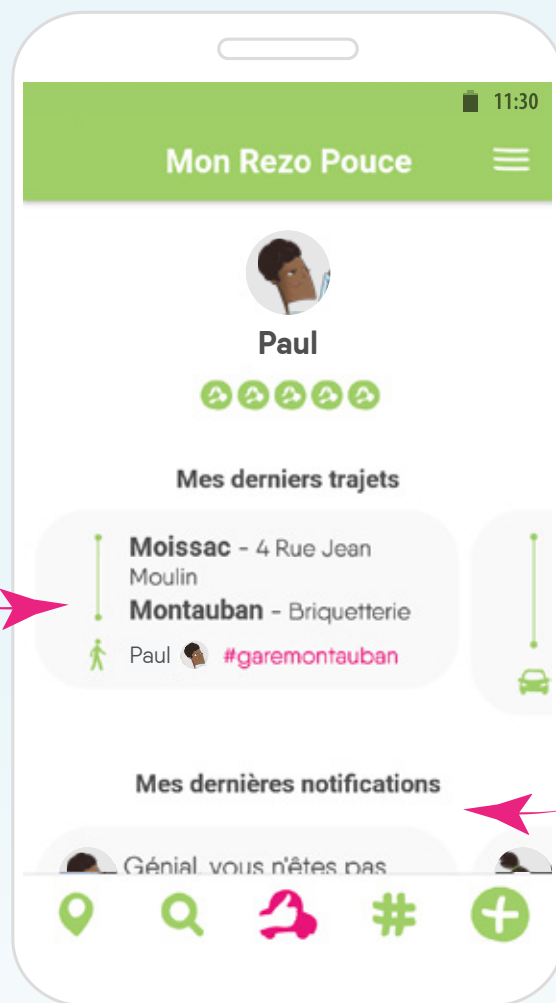 11:30
Mon Rezo Pouce
Paul
Mes derniers trajets
Moissac - 4 Rue Jean
Moulin
Montauban - Briquetterie
Paul #garemontauban
Mes dernières notifications
Génial, vous n'êtes pas